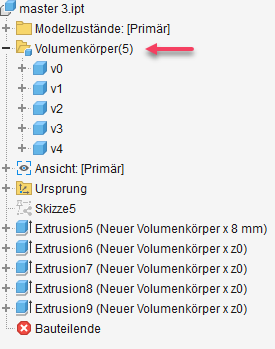 master 3.ipt
Modellzustände: [Primär]
Volumenkörper(5)
v0
v1
v2
v3
v4
Ansicht: [Primär]
Ursprung
Skizze5
Extrusion5 (Neuer Volumenkörper x 8 mm)
Extrusion6 (Neuer Volumenkörper x z0)
Extrusion7 (Neuer Volumenkörper x z0)
Extrusion8 (Neuer Volumenkörper x z0)
Extrusion9 (Neuer Volumenkörper x z0)
Bauteilende